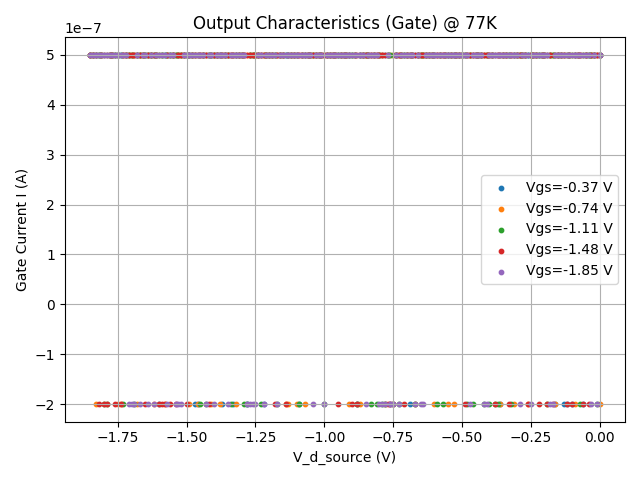 Output Characteristics (Gate) @ 77K
1e−7
5
4
3
2
1
0
−1
−2
Gate Current I (A)
Vgs=-0.37 V
Vgs=-0.74 V
Vgs=-1.11 V
Vgs=-1.48 V
Vgs=-1.85 V
−1.75 −1.50 −1.25 −1.00 −0.75 −0.50 −0.25 0.00
V_d_source (V)